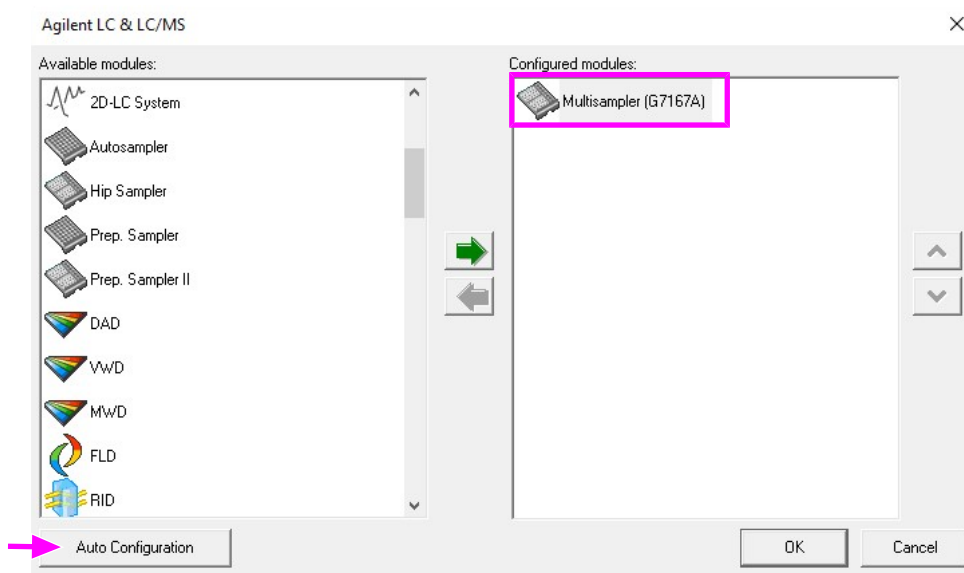 Agilent LC & LC/MS
Available modules:
2D-LC System
Autosampler
Hip Sampler
Prep. Sampler
Prep. Sampler II
DAD
VWD
MWD
FLD
RID
Auto Configuration
Configured modules:
Multisampler (G7167A)
OK
Cancel